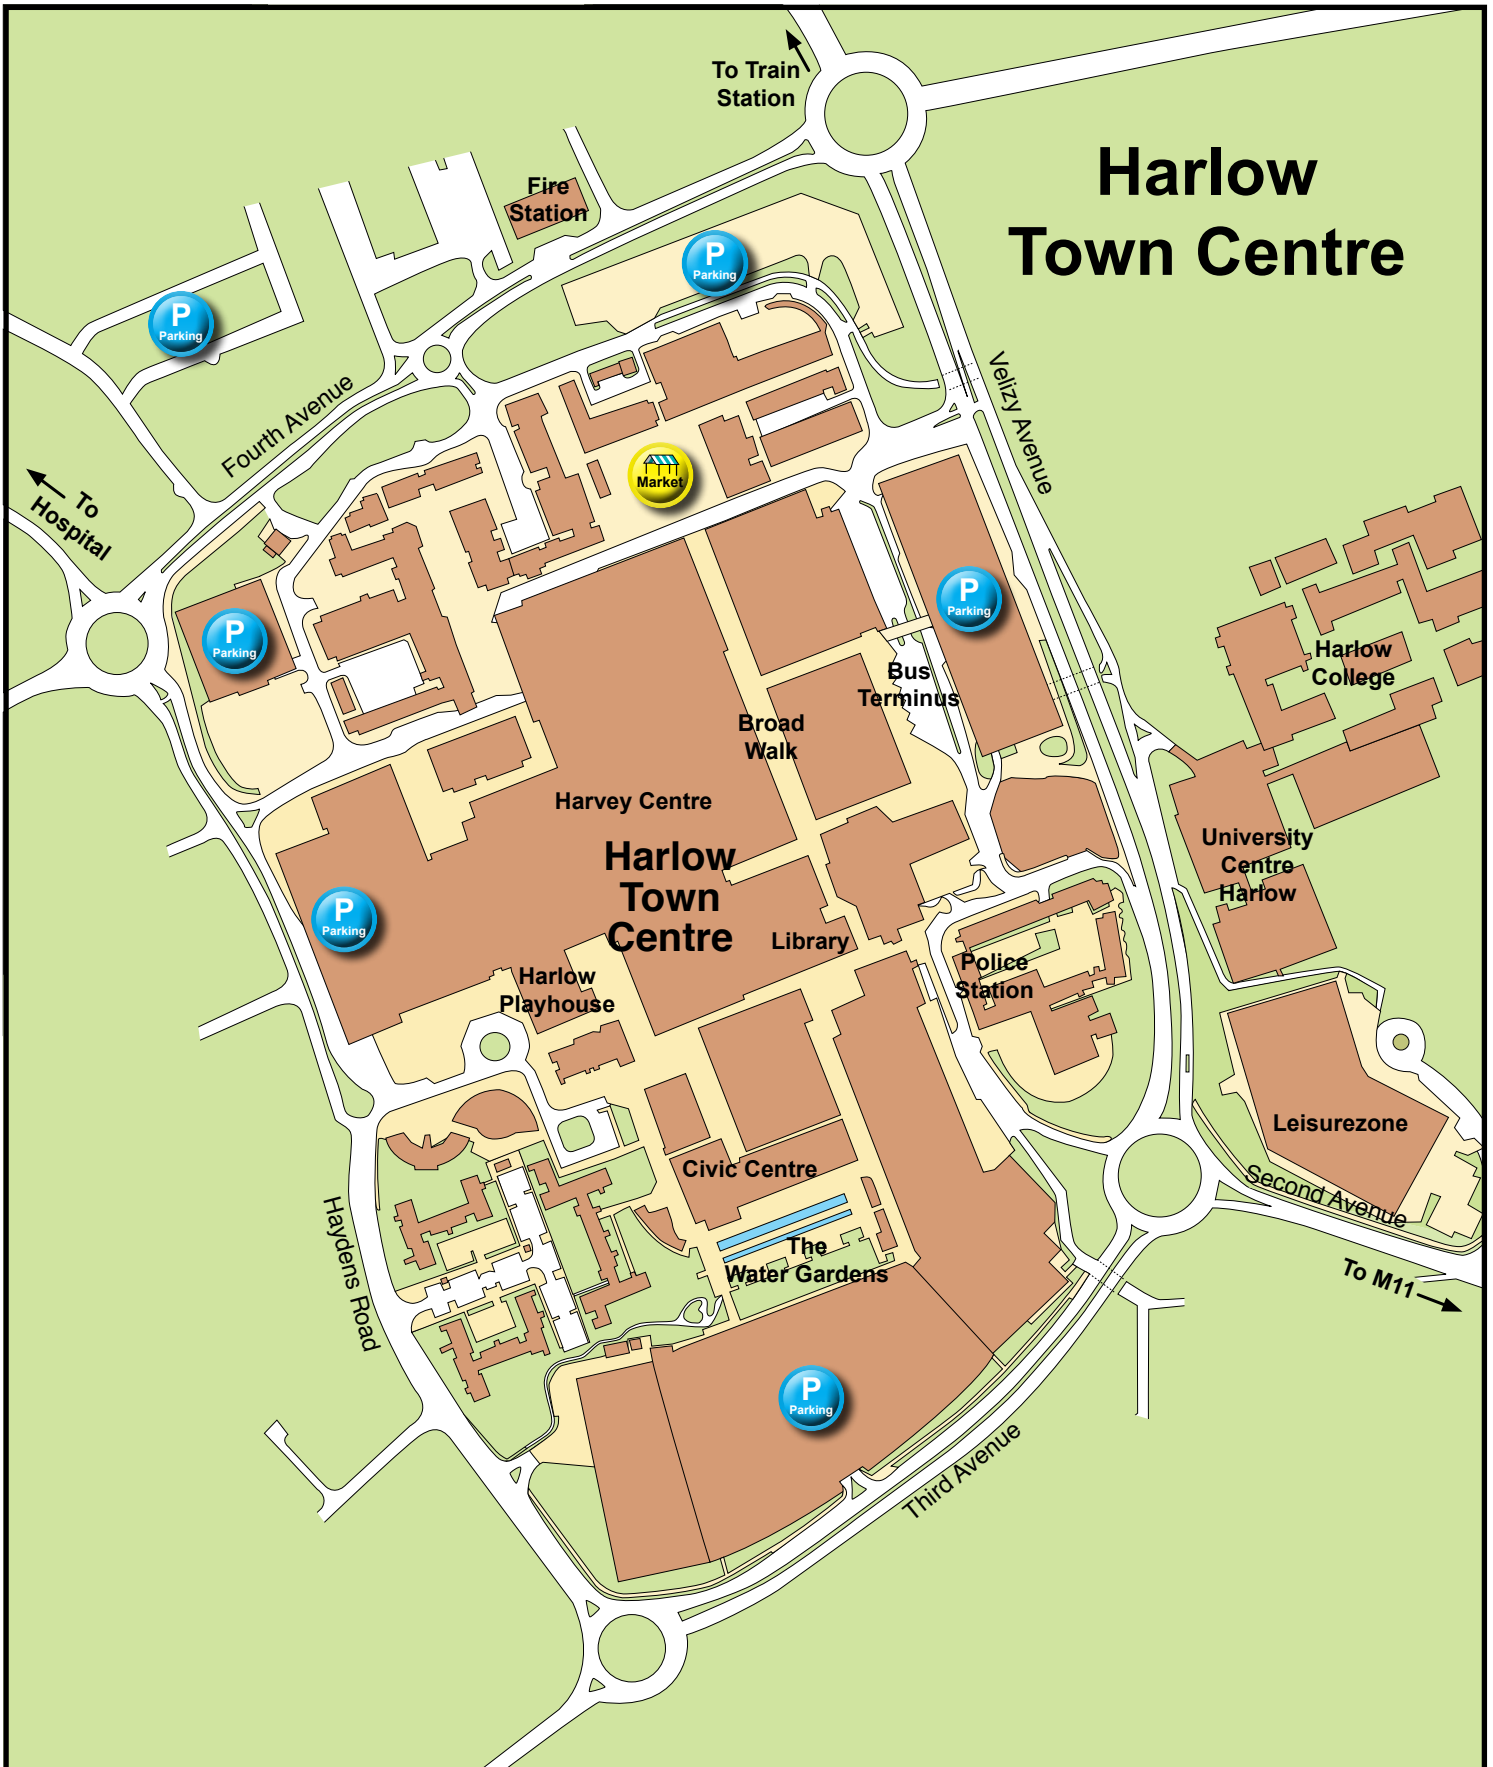 To Train
Station
Harlow
Town Centre
Fire
Station
P
Parking
P
Parking
Velizy Avenue
Fourth Avenue
Market
To
Hospital
P
Parking
P
Parking
Harlow
College
Bus
Terminus
Broad
Walk
Harvey Centre
University
Centre
Harlow
Harlow
Town
Centre
P
Parking
Library
Police
Station
Harlow
Playhouse
Leisurezone
Civic Centre
Second Avenue
Haydens Road
The
Water Gardens
To M11
P
Parking
Third Avenue